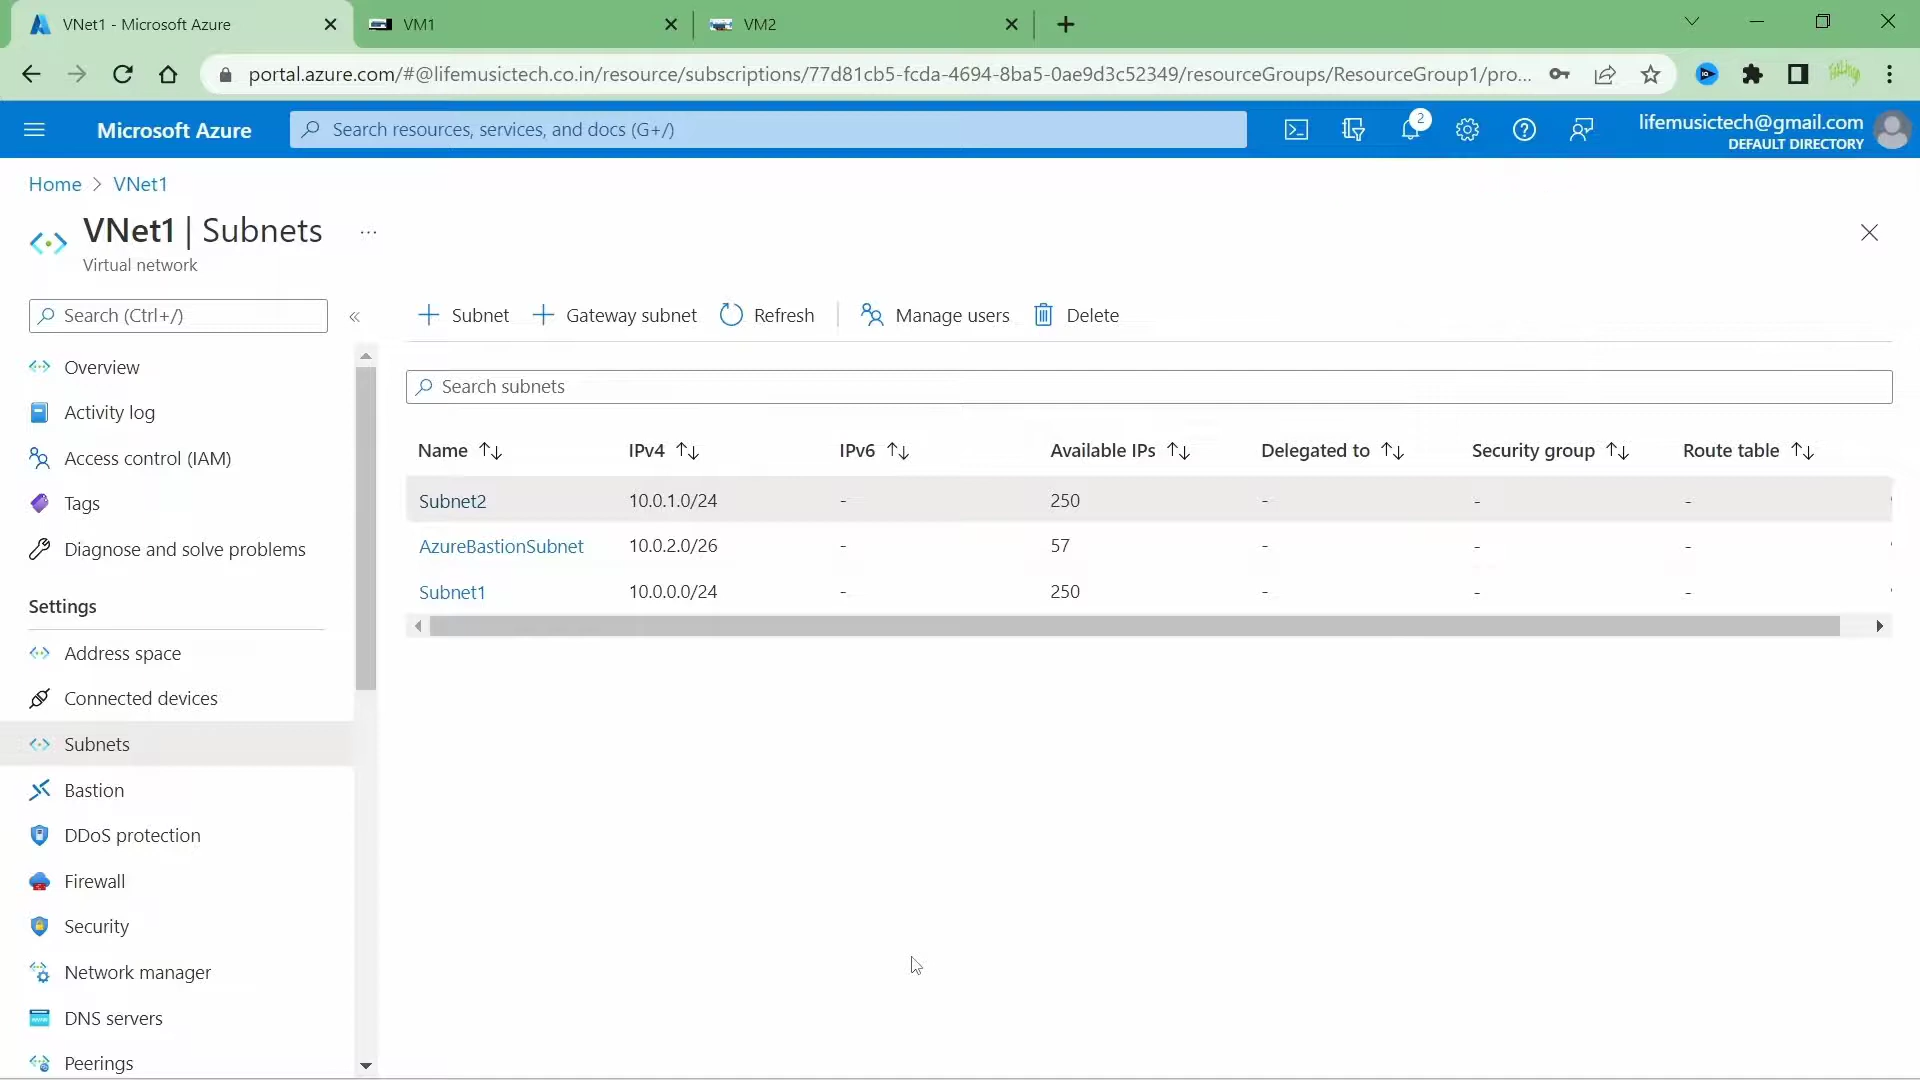 VNet1 - Microsoft Azure
VM1
VM2
portal.azure.com/#@lifemusictech.co.in/resource/subscriptions/77d81cb5-fcda-4694-8ba5-0ae9d3c52349/resourceGroups/ResourceGroup1/pro...
Microsoft Azure
Search resources, services, and docs (G+/)
2
lifemusictech@gmail.com
DEFAULT DIRECTORY
Home > VNet1
VNet1 | Subnets ...
Virtual network
Search (Ctrl+/) «
+ Subnet + Gateway subnet Refresh Manage users Delete
Overview
Activity log
Access control (IAM)
Tags
Diagnose and solve problems
Settings
Address space
Connected devices
Subnets
Bastion
DDoS protection
Firewall
Security
Network manager
DNS servers
Peerings
Search subnets
Name IPv4 IPv6 Available IPs Delegated to Security group Route table
Subnet2 10.0.1.0/24 - 250 - - -
AzureBastionSubnet 10.0.2.0/26 - 57 - - -
Subnet1 10.0.0.0/24 - 250 - - -